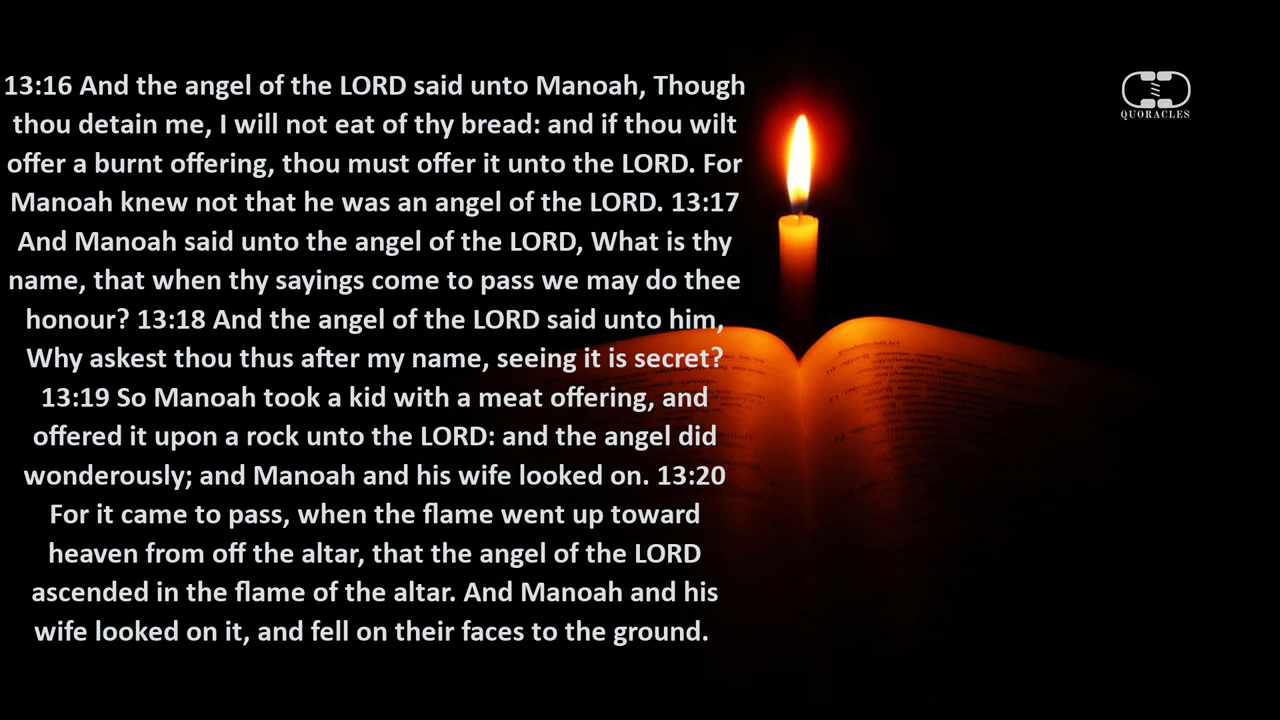 13:16 And the angel of the LORD said unto Manoah, Though
thou detain me, I will not eat of thy bread: and if thou wilt
offer a burnt offering, thou must offer it unto the LORD. For
Manoah knew not that he was an angel of the LORD. 13:17
And Manoah said unto the angel of the LORD, What is thy
name, that when thy sayings come to pass we may do thee
honour? 13:18 And the angel of the LORD said unto him,
Why askest thou thus after my name, seeing it is secret?
13:19 So Manoah took a kid with a meat offering, and
offered it upon a rock unto the LORD: and the angel did
wonderously; and Manoah and his wife looked on. 13:20
For it came to pass, when the flame went up toward
heaven from off the altar, that the angel of the LORD
ascended in the flame of the altar. And Manoah and his
wife looked on it, and fell on their faces to the ground.
QUORACLES